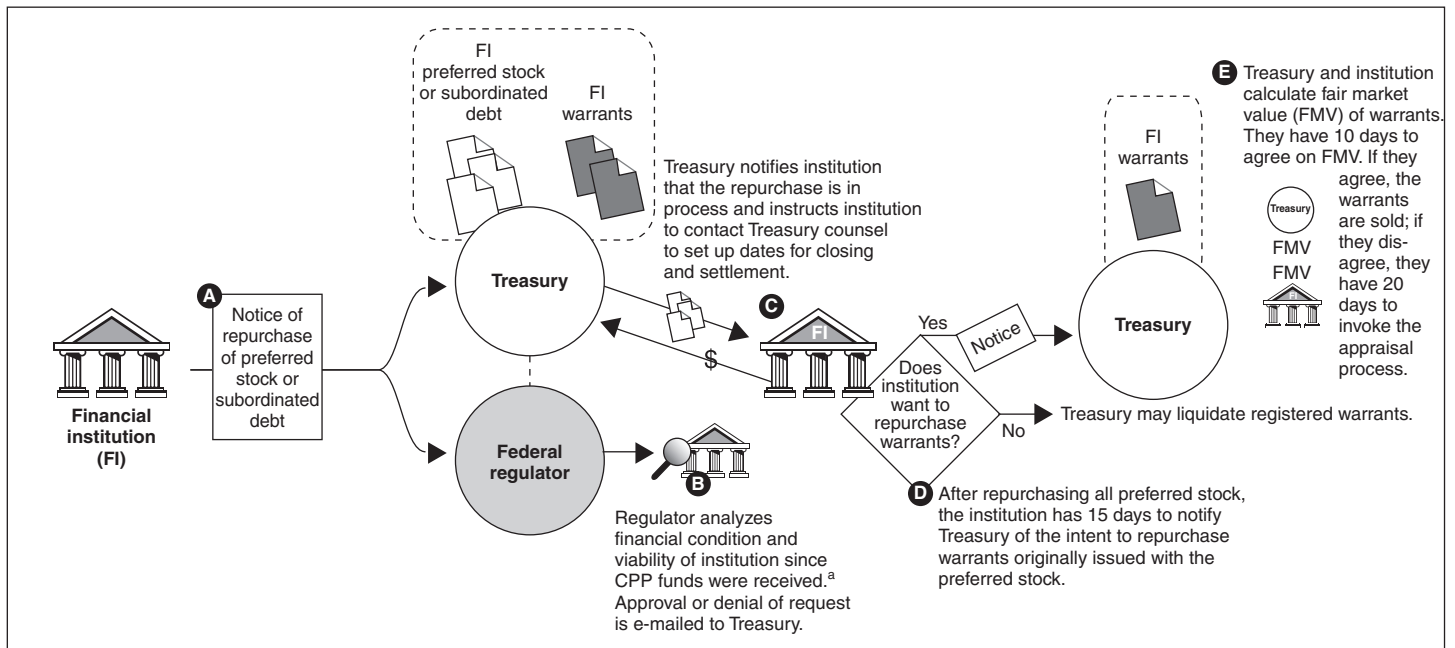 FI
preferred stock
or subordinated
debt
FI
warrants
Treasury notifies institution
that the repurchase is in
process and instructs institution
to contact Treasury counsel
to set up dates for closing
and settlement.
A
Notice of
repurchase
of preferred
stock or
subordinated
debt
Financial
institution
(FI)
Treasury
Federal
regulator
$
B
Regulator analyzes
financial condition and
viability of institution since
CPP funds were received.a
Approval or denial of request
is e-mailed to Treasury.
C
FI
Does
institution
want to
repurchase
warrants?
Yes
Notice
No
Treasury may liquidate registered warrants.
D
After repurchasing all preferred stock,
the institution has 15 days to notify
Treasury of the intent to repurchase
warrants originally issued with the
preferred stock.
FI
warrants
Treasury
E
Treasury and institution
calculate fair market
value (FMV) of warrants.
They have 10 days to
agree on FMV. If they
agree, the
warrants
are sold; if
they dis-
agree, they
have 20
days to
invoke the
appraisal
process.
Treasury
FMV
FMV
FI